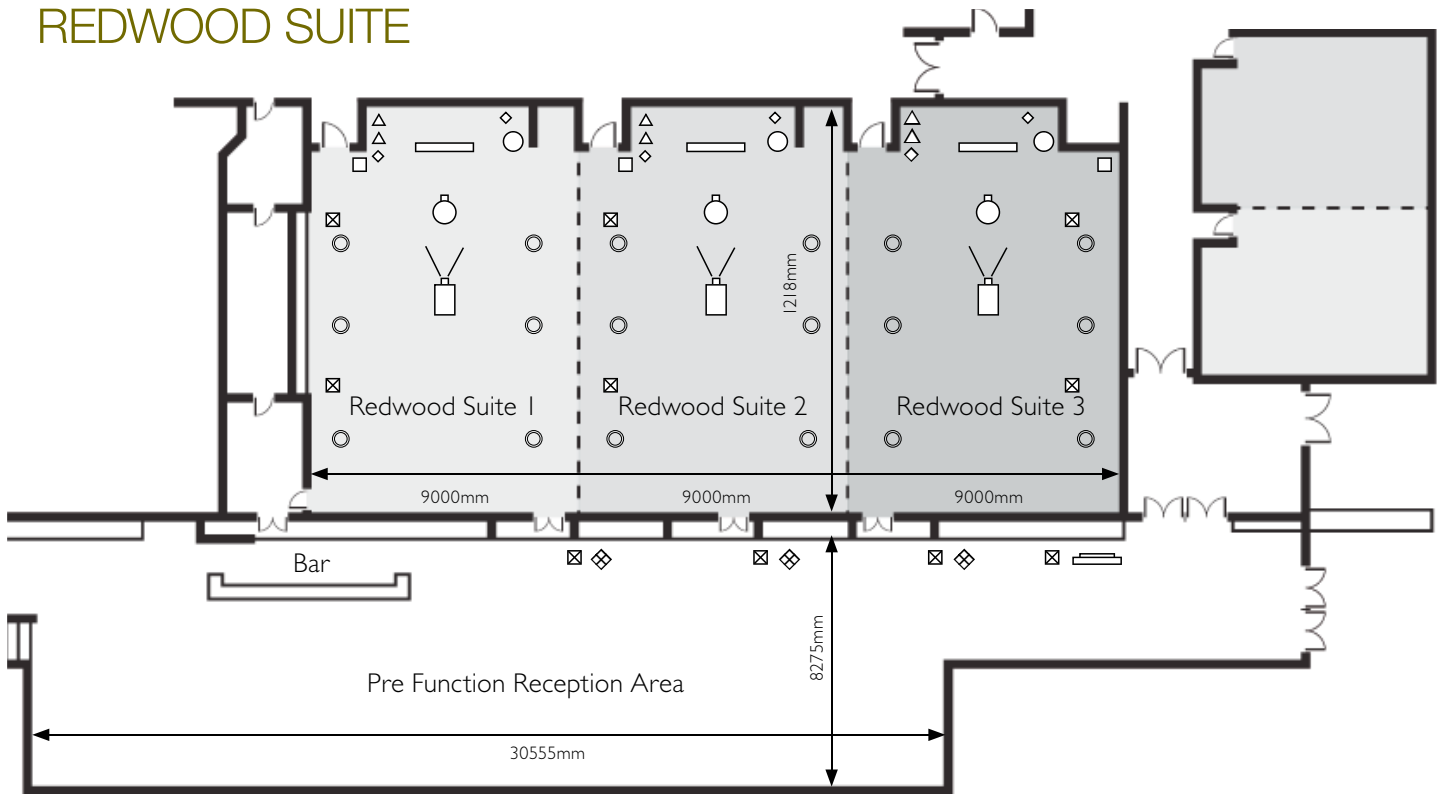 REDWOOD SUITE
1218mm
Redwood Suite 1
Redwood Suite 2
Redwood Suite 3
9000mm
9000mm
9000mm
Bar
8275mm
Pre Function Reception Area
30555mm